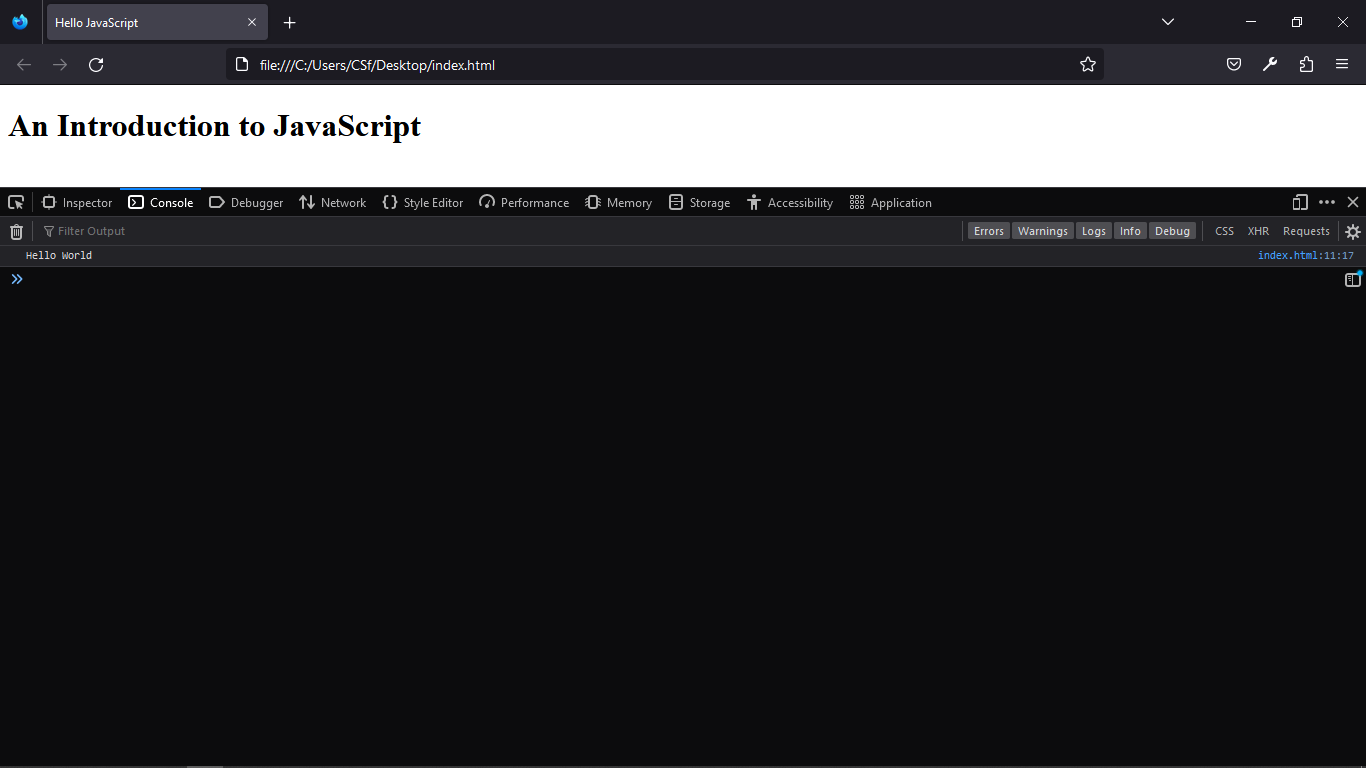 Hello JavaScript
file:///C:/Users/CSf/Desktop/index.html
An Introduction to JavaScript
Inspector Console Debugger Network Style Editor Performance Memory Storage Accessibility Application
Filter Output Errors Warnings Logs Info Debug CSS XHR Requests
Hello World index.html:11:17